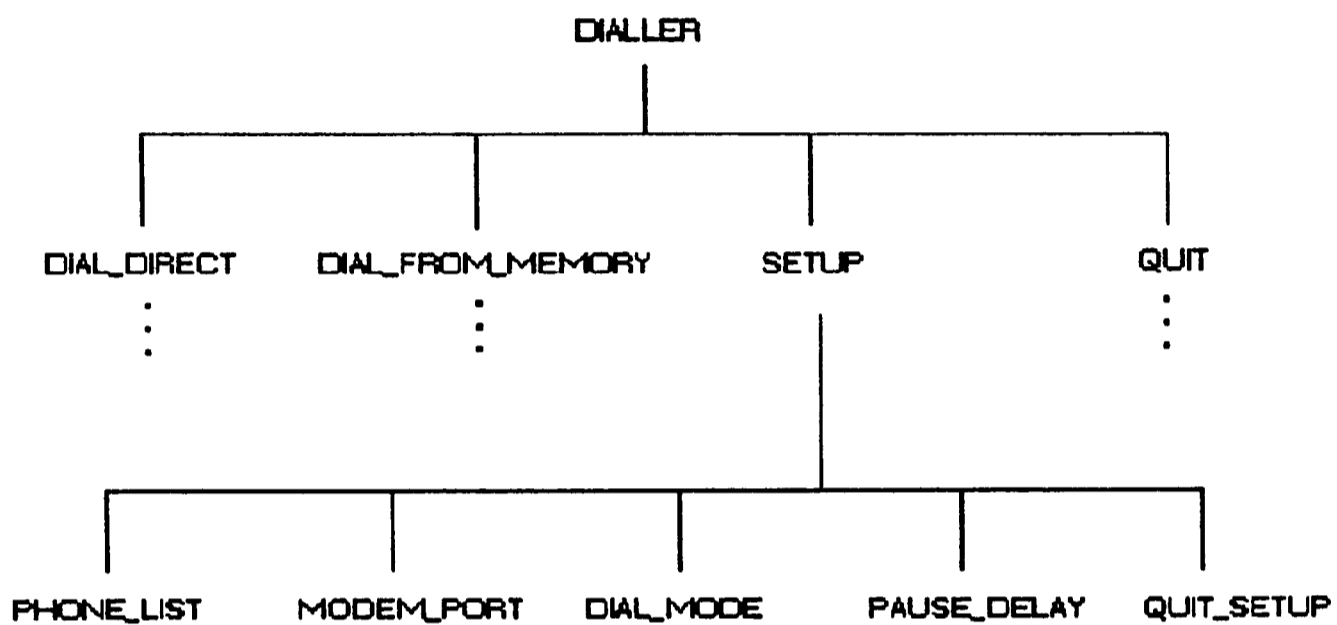 DIALLER
DIAL_DIRECT DIAL_FROM_MEMORY SETUP QUIT
PHONE_LIST MODEM_PORT DIAL_MODE PAUSE_DELAY QUIT_SETUP